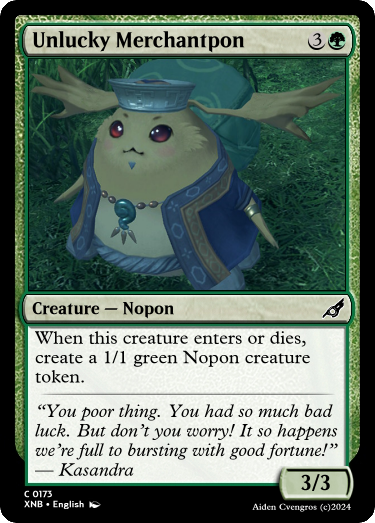 Unlucky Merchantpon 3
Creature — Nopon
When this creature enters or dies,
create a 1/1 green Nopon creature
token.
“You poor thing. You had so much bad
luck. But don’t you worry! It so happens
we’re full to bursting with good fortune!”
— Kasandra
3/3
C 0173
XNB • English
Aiden Cvengros (c)2024